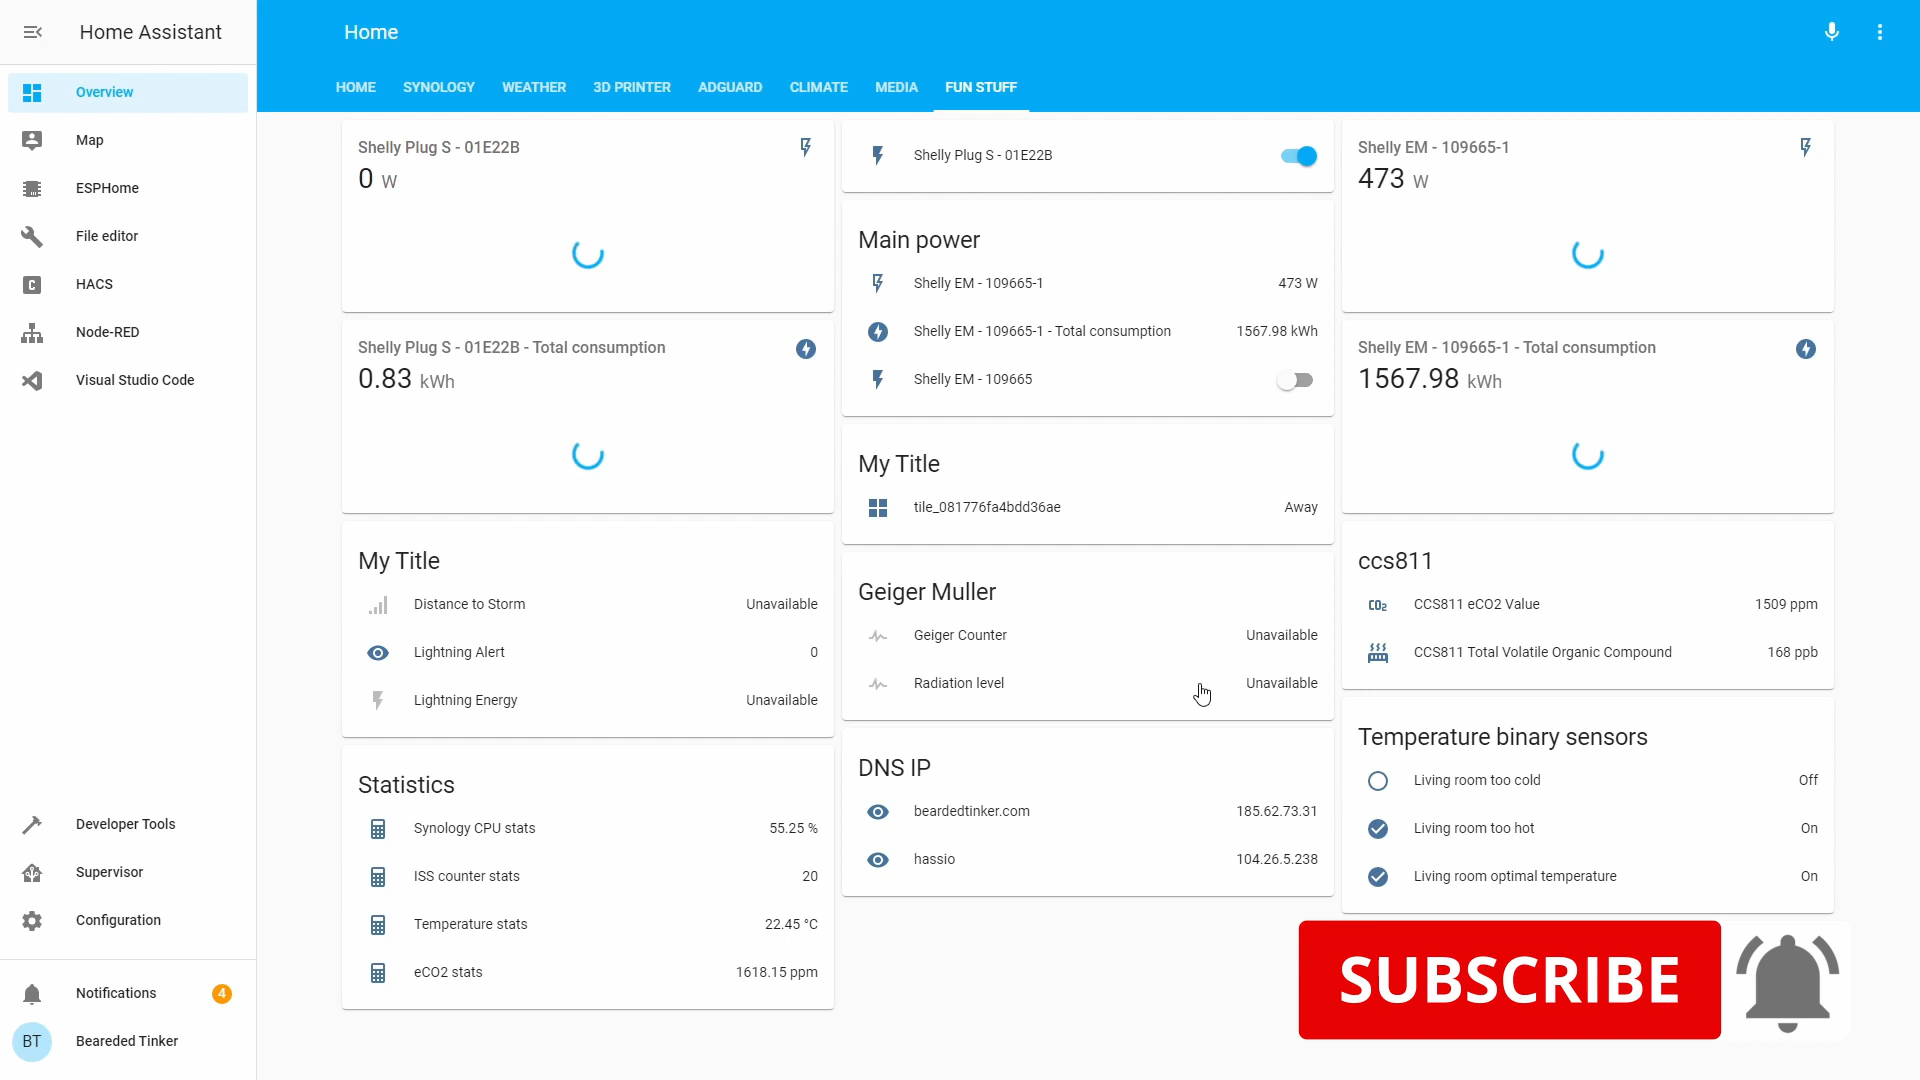 Home Assistant
Overview
Map
ESPHome
File editor
C HACS
Node-RED
Visual Studio Code
Developer Tools
Supervisor
Configuration
Notifications 4
BT Beareded Tinker
Home
HOME SYNOLOGY WEATHER 3D PRINTER ADGUARD CLIMATE MEDIA FUN STUFF
Shelly Plug S - 01E22B
0 W
Shelly Plug S - 01E22B - Total consumption
0.83 kWh
My Title
Distance to Storm Unavailable
Lightning Alert 0
Lightning Energy Unavailable
Statistics
Synology CPU stats 55.25 %
ISS counter stats 20
Temperature stats 22.45 °C
eCO2 stats 1618.15 ppm
Shelly Plug S - 01E22B
Main power
Shelly EM - 109665-1 473 W
Shelly EM - 109665-1 - Total consumption 1567.98 kWh
Shelly EM - 109665
My Title
tile_081776fa4bdd36ae Away
Geiger Muller
Geiger Counter Unavailable
Radiation level Unavailable
DNS IP
beardedtinker.com 185.62.73.31
hassio 104.26.5.238
Shelly EM - 109665-1
473 W
Shelly EM - 109665-1 - Total consumption
1567.98 kWh
ccs811
CO2 CCS811 eCO2 Value 1509 ppm
CCS811 Total Volatile Organic Compound 168 ppb
Temperature binary sensors
Living room too cold Off
Living room too hot On
Living room optimal temperature On
SUBSCRIBE